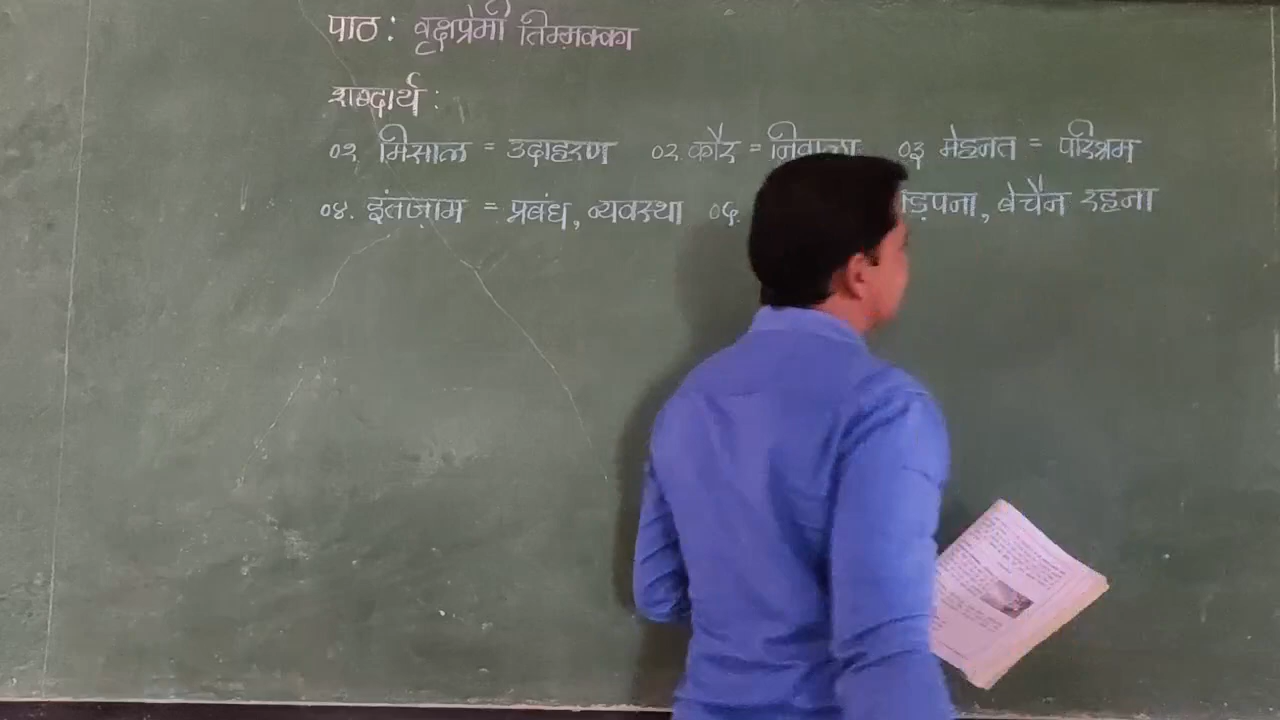 पाठ : वृक्षप्रेमी तिम्मक्का
शब्दार्थ :
०१. मिसाल = उदाहरण ०२. कौर = निवाला ०३ मेहनत = परिश्रम
०४. इंतज़ाम = प्रबंध, व्यवस्था ०५. बेचैन रहना